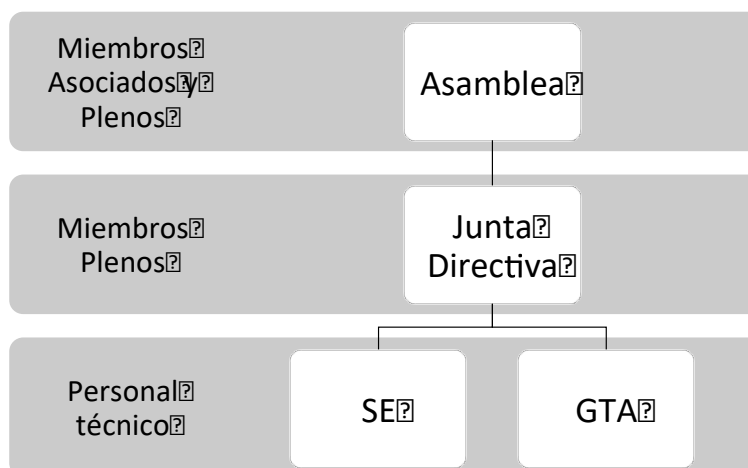 Miembros
Asociados y
Plenos
Asamblea
Miembros
Plenos
Junta
Directiva
Personal
técnico
SE
GTA